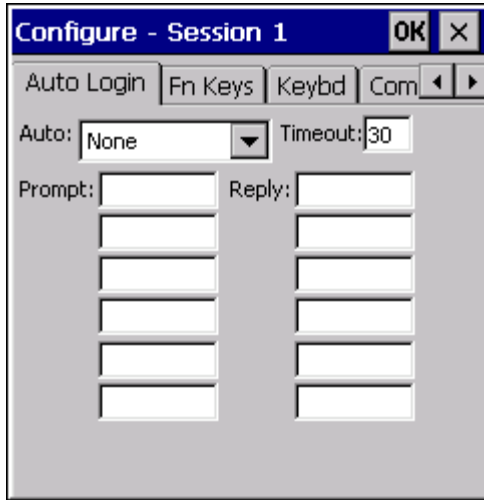 Configure - Session 1 OK ×
Auto Login Fn Keys Keybd Com
Auto: None Timeout: 30
Prompt: Reply: